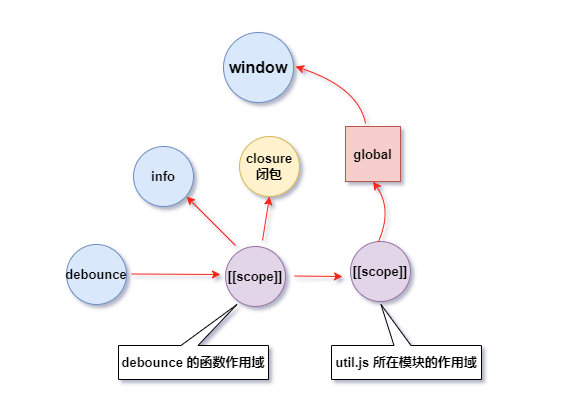 window
info
closure
闭包
global
debounce
[[scope]]
[[scope]]
debounce 的函数作用域
util.js 所在模块的作用域